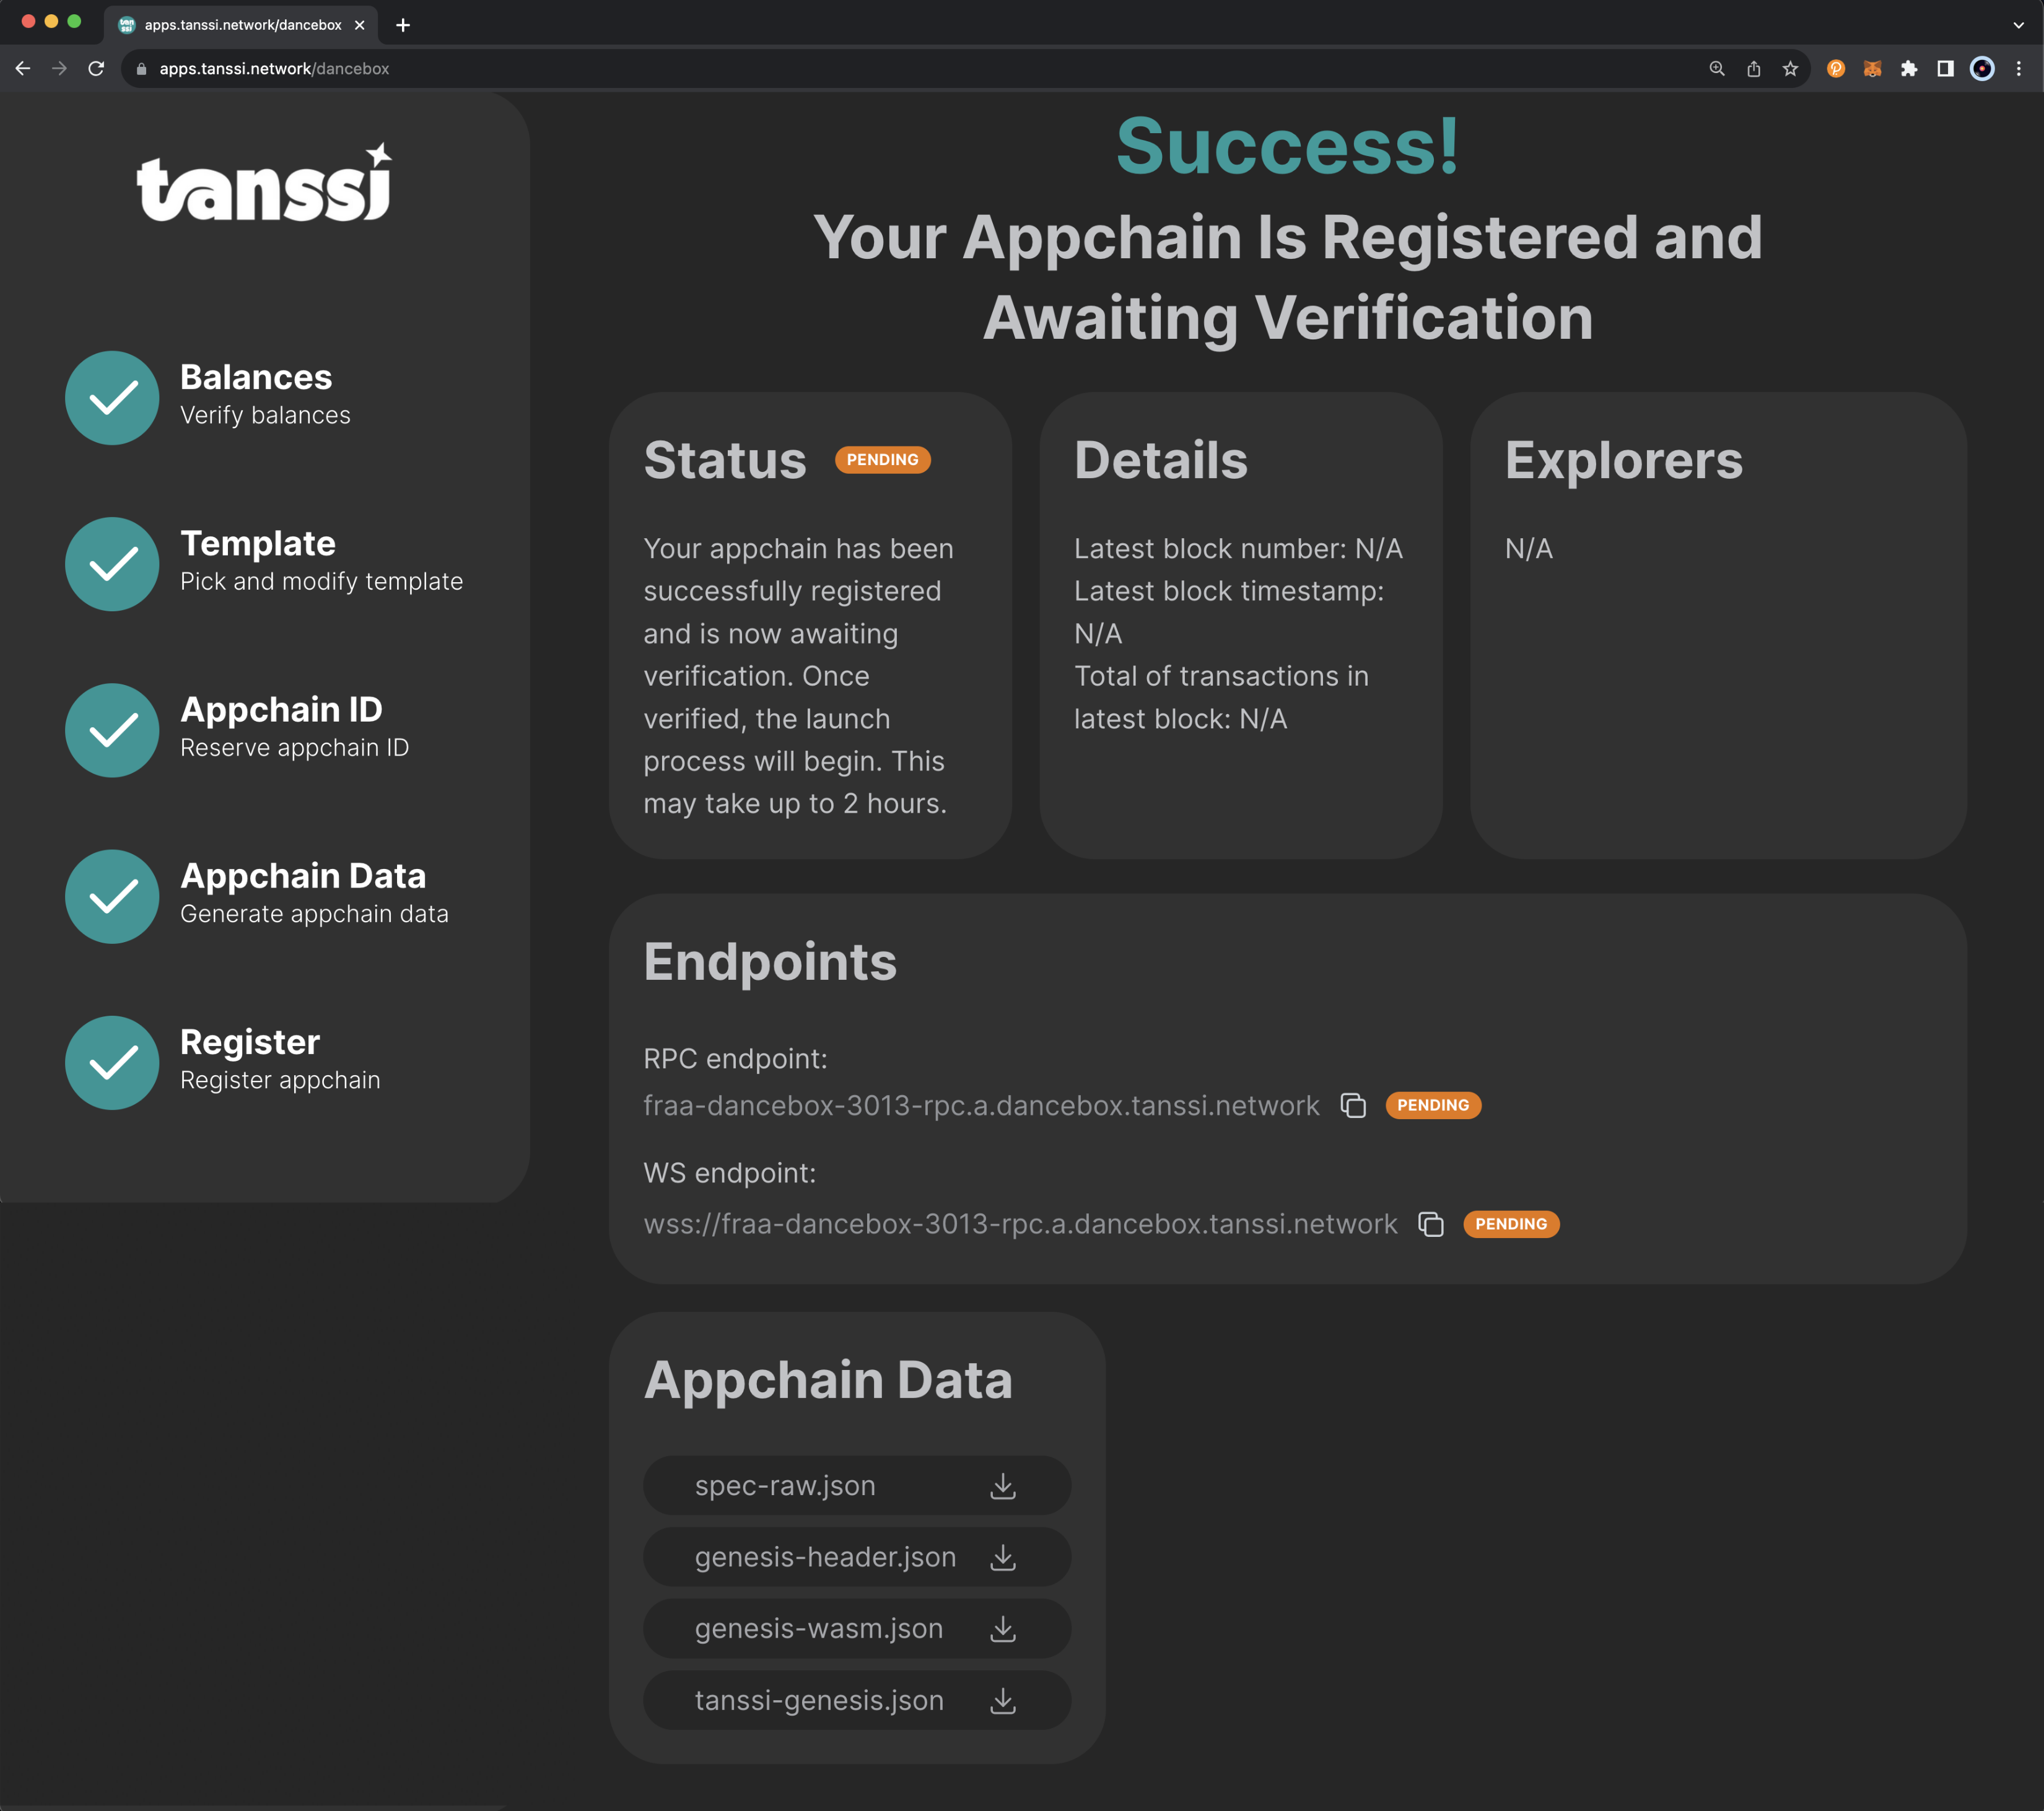 apps.tanssi.network/dancebox
apps.tanssi.network/dancebox
tanssi
Balances
Verify balances
Template
Pick and modify template
Appchain ID
Reserve appchain ID
Appchain Data
Generate appchain data
Register
Register appchain
Success!
Your Appchain Is Registered and
Awaiting Verification
Status PENDING
Your appchain has been
successfully registered
and is now awaiting
verification. Once
verified, the launch
process will begin. This
may take up to 2 hours.
Details
Latest block number: N/A
Latest block timestamp:
N/A
Total of transactions in
latest block: N/A
Explorers
N/A
Endpoints
RPC endpoint:
fraa-dancebox-3013-rpc.a.dancebox.tanssi.network PENDING
WS endpoint:
wss://fraa-dancebox-3013-rpc.a.dancebox.tanssi.network PENDING
Appchain Data
spec-raw.json
genesis-header.json
genesis-wasm.json
tanssi-genesis.json